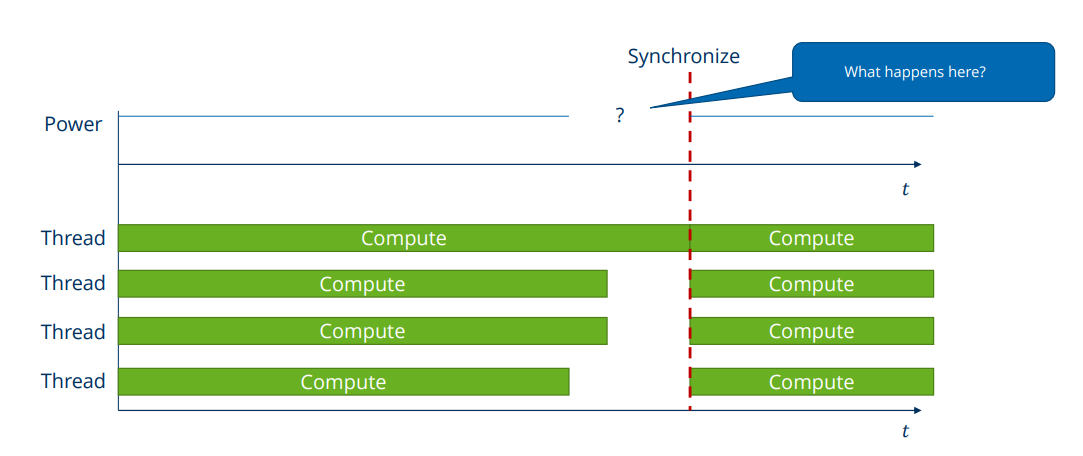 Synchronize
What happens here?
Power
?
t
Thread
Compute
Compute
Thread
Compute
Compute
Thread
Compute
Compute
Thread
Compute
Compute
t